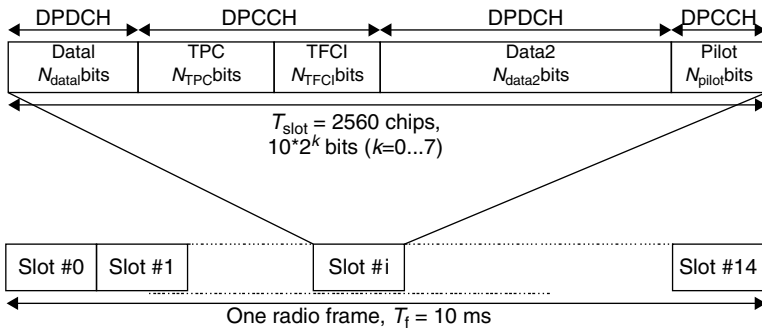 DPDCH DPCCH DPDCH DPCCH
Datal TPC TFCI Data2 Pilot
N_datal bits N_TPC bits N_TFCI bits N_data2 bits N_pilot bits
T_slot = 2560 chips,
10*2^k bits (k=0...7)
Slot #0 Slot #1 Slot #i Slot #14
One radio frame, T_f = 10 ms